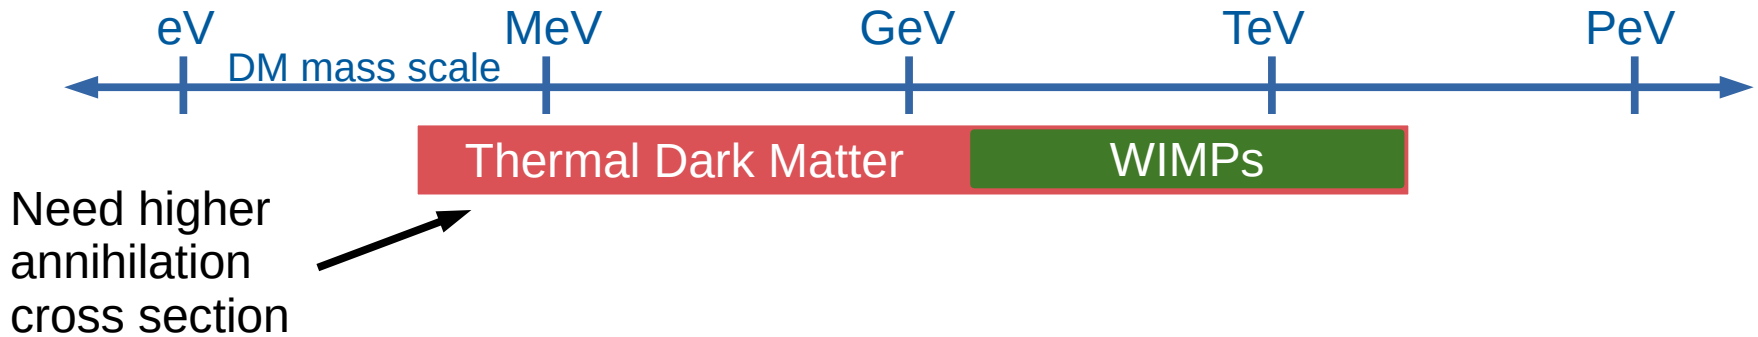 eV MeV GeV TeV PeV
DM mass scale
Thermal Dark Matter WIMPs
Need higher
annihilation
cross section